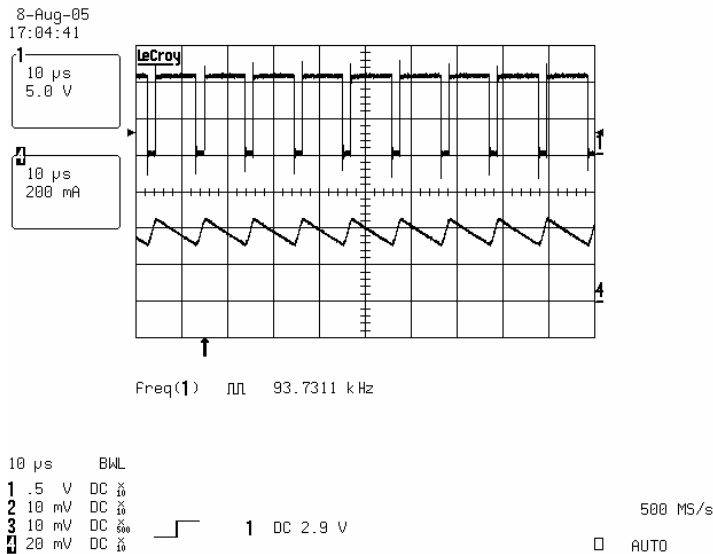 8-Aug-05
17:04:41
1
10 µs
5.0 V
LeCroy
1
4
10 µs
200 mA
4
Freq(1) 93.7311 kHz
10 µs BWL
1 .5 V DC X10
2 10 mV DC X10
3 10 mV DC X500
4 20 mV DC X10
1 DC 2.9 V
500 MS/s
AUTO